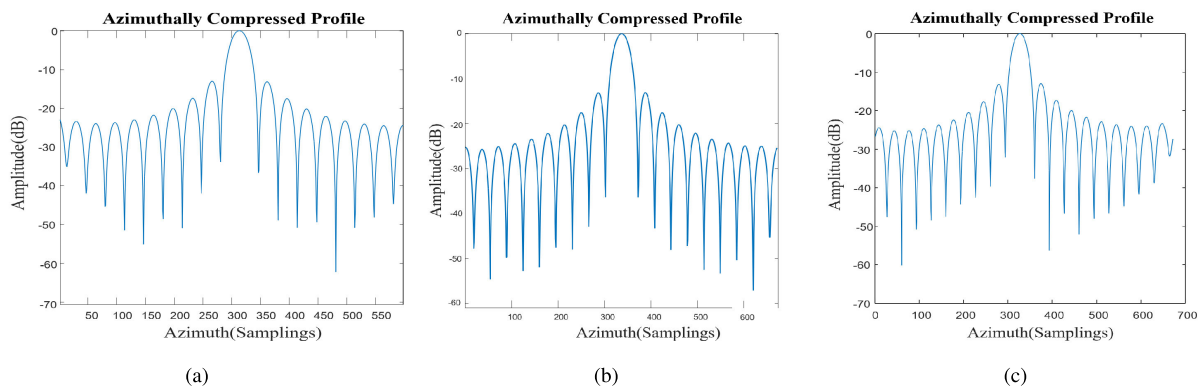 Azimuthally Compressed Profile
Amplitude(dB)
0
-10
-20
-30
-40
-50
-60
-70
50 100 150 200 250 300 350 400 450 500 550
Azimuth(Samplings)
(a)
Azimuthally Compressed Profile
Amplitude(dB)
0
-10
-20
-30
-40
-50
-60
100 200 300 400 500 600
Azimuth(Samplings)
(b)
Azimuthally Compressed Profile
Amplitude(dB)
0
-10
-20
-30
-40
-50
-60
-70
0 100 200 300 400 500 600 700
Azimuth(Samplings)
(c)